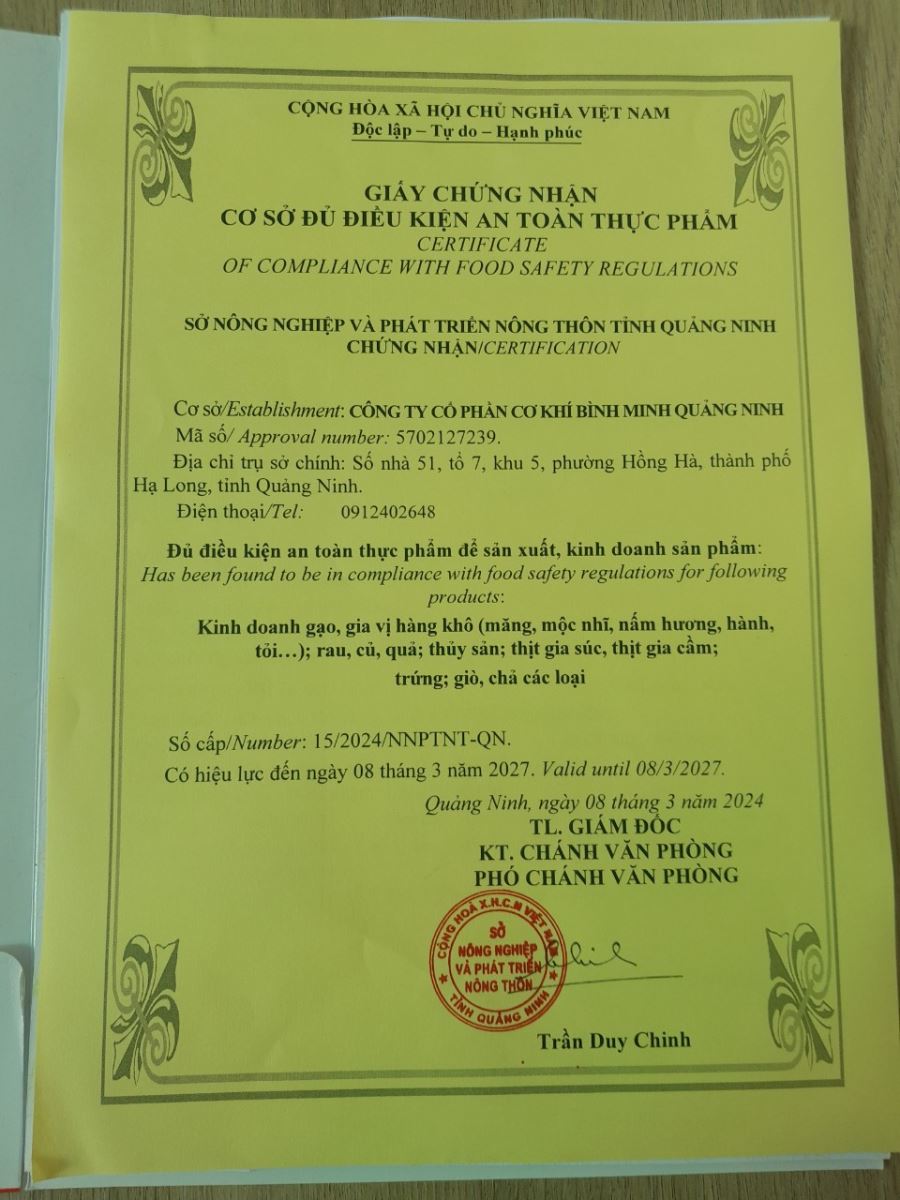 CỘNG HÒA XÃ HỘI CHỦ NGHĨA VIỆT NAM
Độc lập – Tự do – Hạnh phúc
GIẤY CHỨNG NHẬN
CƠ SỞ ĐỦ ĐIỀU KIỆN AN TOÀN THỰC PHẨM
CERTIFICATE
OF COMPLIANCE WITH FOOD SAFETY REGULATIONS
SỞ NÔNG NGHIỆP VÀ PHÁT TRIỂN NÔNG THÔN TỈNH QUẢNG NINH
CHỨNG NHẬN/CERTIFICATION
Cơ sở/Establishment: CÔNG TY CỔ PHẦN CƠ KHÍ BÌNH MINH QUẢNG NINH
Mã số/ Approval number: 5702127239.
Địa chỉ trụ sở chính: Số nhà 51, tổ 7, khu 5, phường Hồng Hà, thành phố
Hạ Long, tỉnh Quảng Ninh.
Điện thoại/Tel: 0912402648
Đủ điều kiện an toàn thực phẩm để sản xuất, kinh doanh sản phẩm:
Has been found to be in compliance with food safety regulations for following
products:
Kinh doanh gạo, gia vị hàng khô (măng, mộc nhĩ, nấm hương, hành,
tỏi…); rau, củ, quả; thủy sản; thịt gia súc, thịt gia cầm;
trứng; giò, chả các loại
Số cấp/Number: 15/2024/NNPTNT-QN.
Có hiệu lực đến ngày 08 tháng 3 năm 2027. Valid until 08/3/2027.
Quảng Ninh, ngày 08 tháng 3 năm 2024
TL. GIÁM ĐỐC
KT. CHÁNH VĂN PHÒNG
PHÓ CHÁNH VĂN PHÒNG
CỘNG HOÀ X.H.C.N VIỆT NAM
SỞ
NÔNG NGHIỆP
VÀ PHÁT TRIỂN
NÔNG THÔN
TỈNH QUẢNG NINH
Trần Duy Chinh